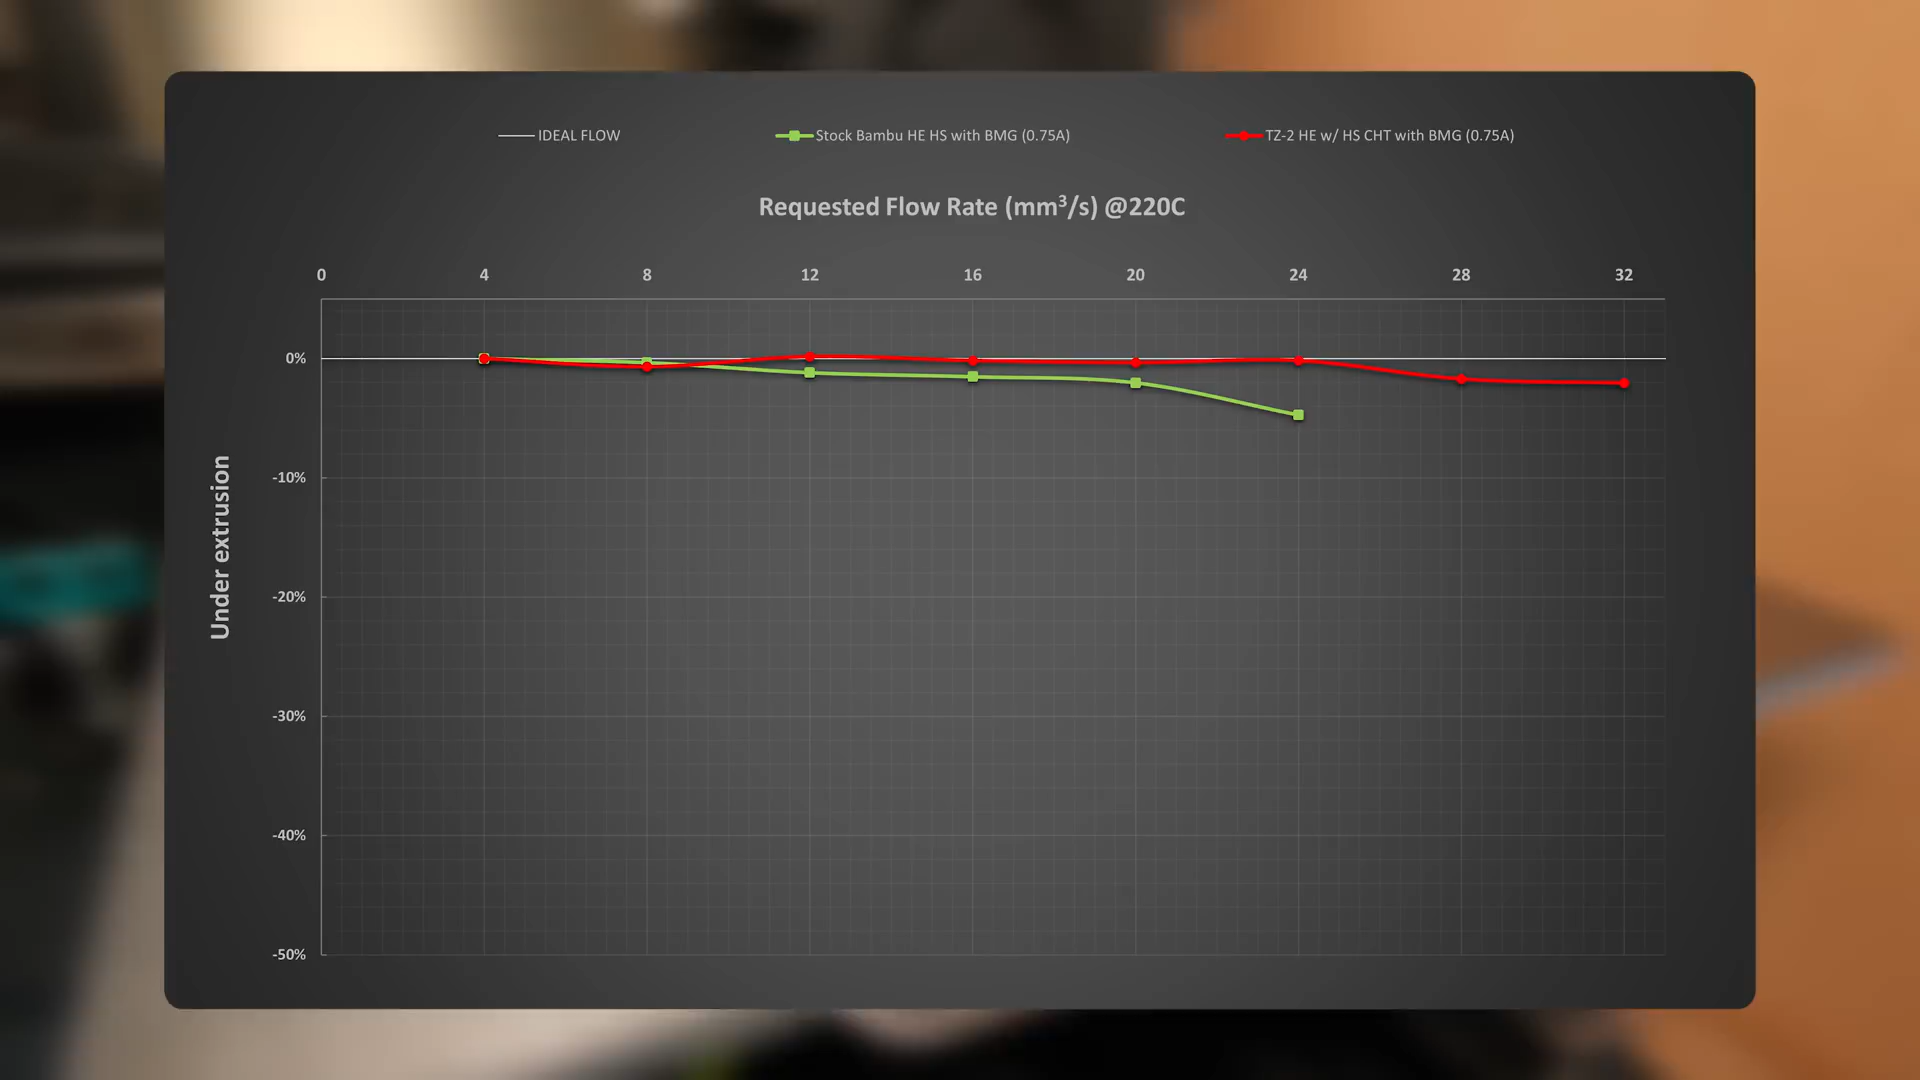 IDEAL FLOW
Stock Bambu HE HS with BMG (0.75A)
TZ-2 HE w/ HS CHT with BMG (0.75A)
Requested Flow Rate (mm³/s) @220C
0 4 8 12 16 20 24 28 32
Under extrusion
0%
-10%
-20%
-30%
-40%
-50%